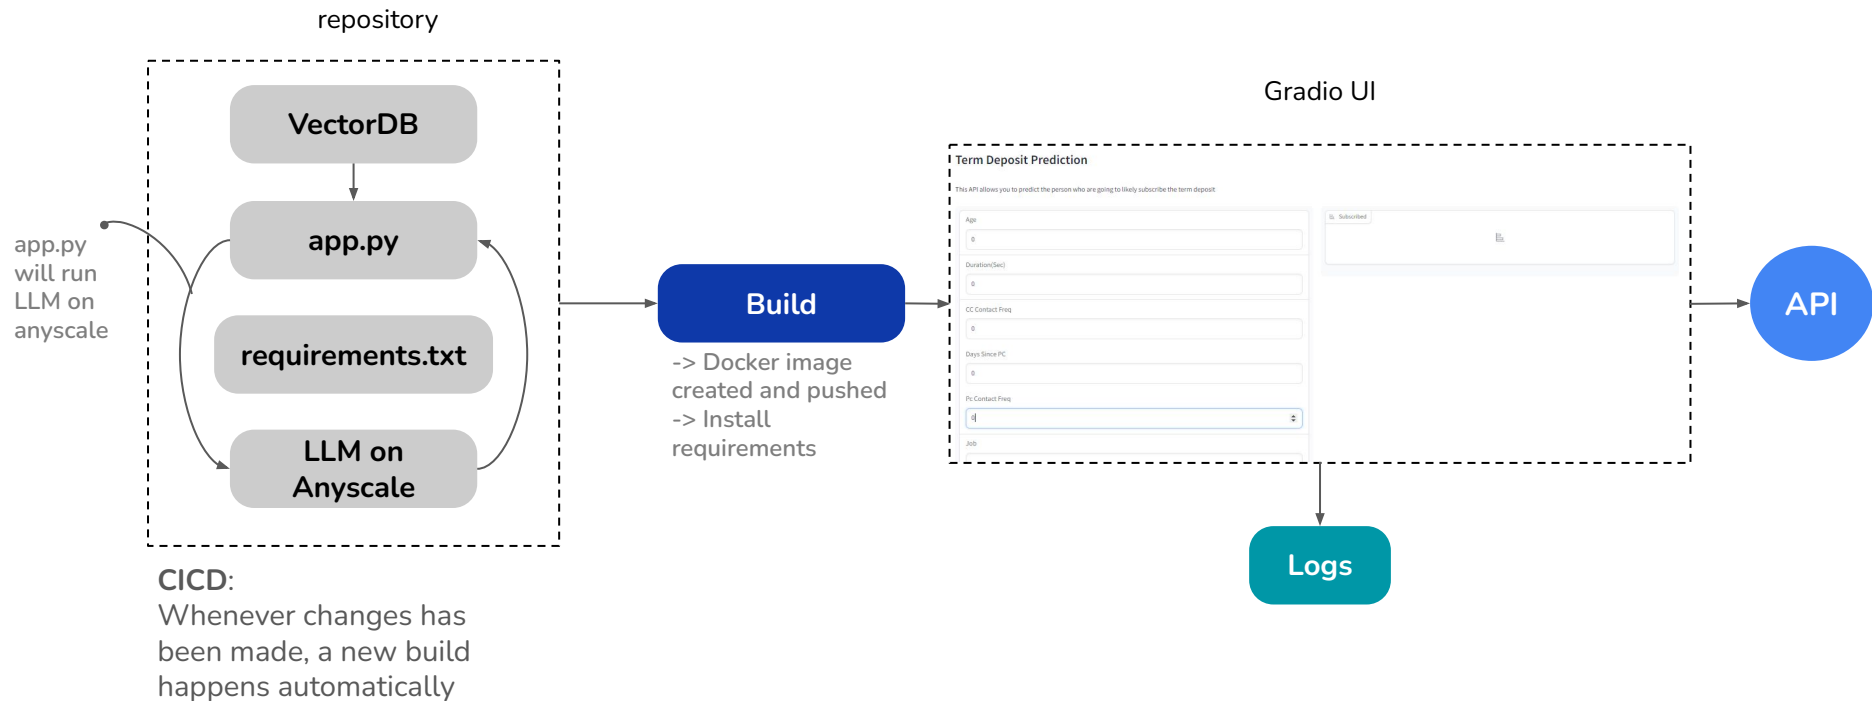 repository
VectorDB
app.py
requirements.txt
LLM on
Anyscale
app.py
will run
LLM on
anyscale
CICD:
Whenever changes has
been made, a new build
happens automatically
Build
-> Docker image
created and pushed
-> Install
requirements
Gradio UI
Term Deposit Prediction
This API allows you to predict the person who are going to likely subscribe the term deposit
Age
0
Duration(Sec)
0
CC Contact Freq
0
Days Since PC
0
Pc Contact Freq
0
Job
Subscribed
API
Logs